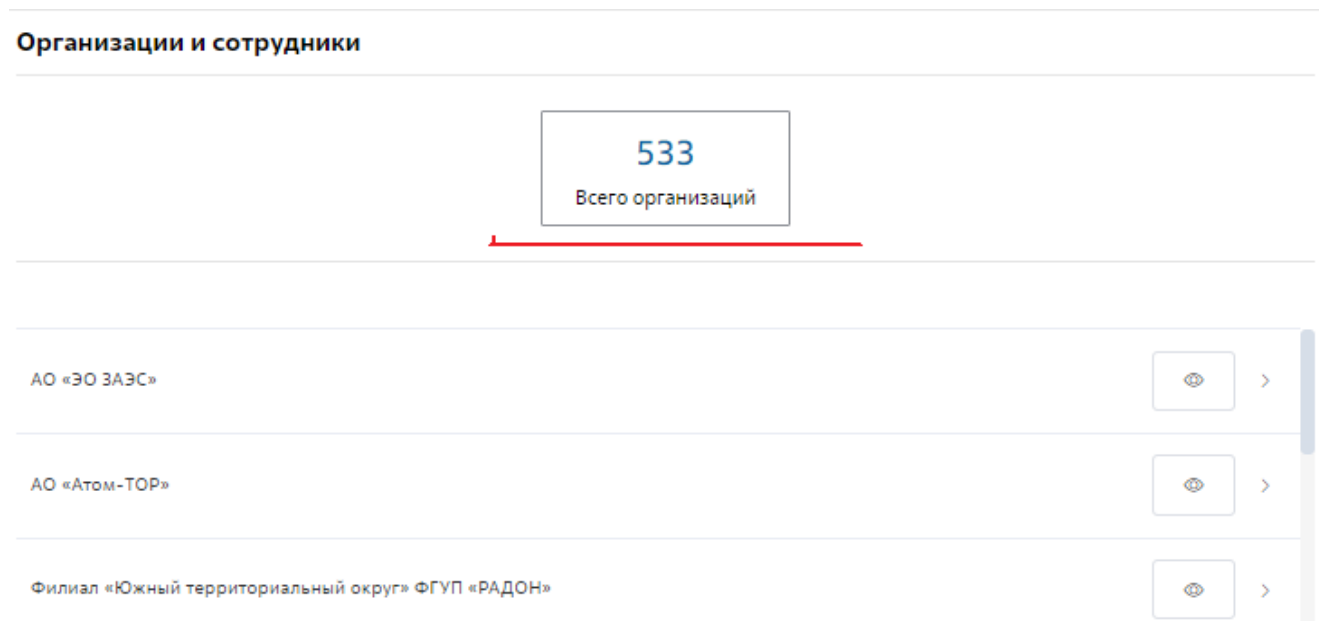 Организации и сотрудники
533
Всего организаций
АО «ЭО ЗАЭС»
АО «Атом-ТОР»
Филиал «Южный территориальный округ» ФГУП «РАДОН»